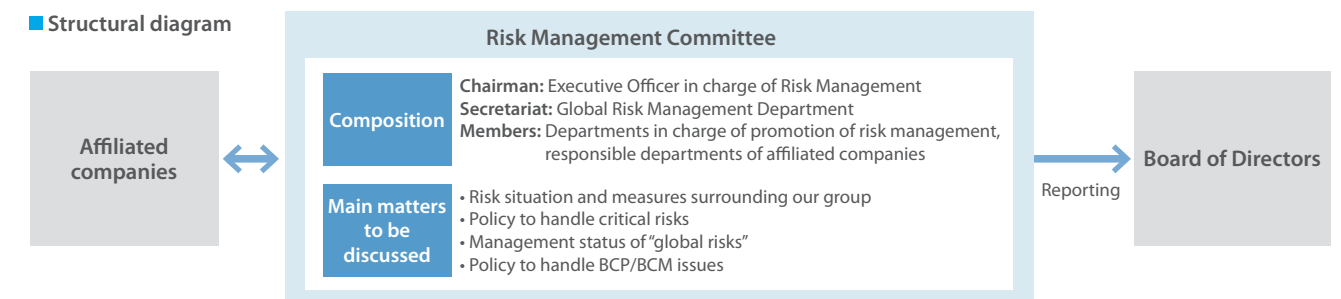 Structural diagram
Risk Management Committee
Affiliated
companies
Composition
Chairman: Executive Officer in charge of Risk Management
Secretariat: Global Risk Management Department
Members: Departments in charge of promotion of risk management,
responsible departments of affiliated companies
Main matters
to be
discussed
• Risk situation and measures surrounding our group
• Policy to handle critical risks
• Management status of “global risks”
• Policy to handle BCP/BCM issues
Reporting
Board of Directors